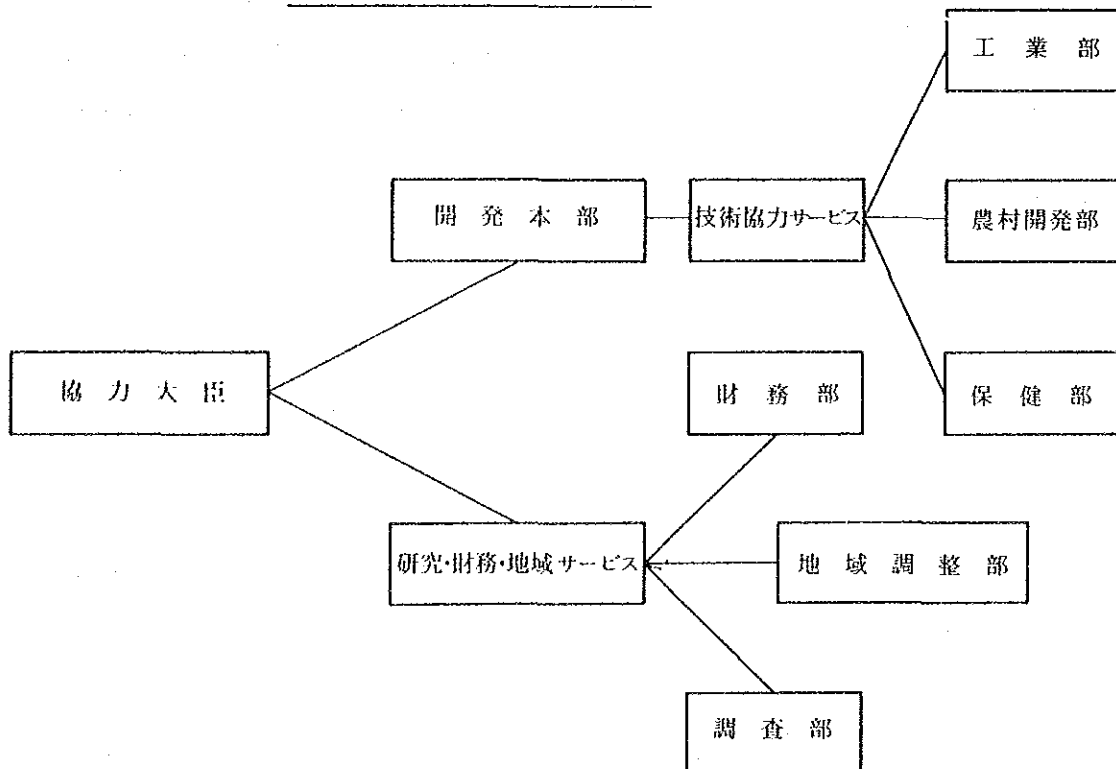 工業部
開発本部
技術協力サービス
農村開発部
協力大臣
財務部
保健部
研究・財務・地域サービス
地域調整部
調査部